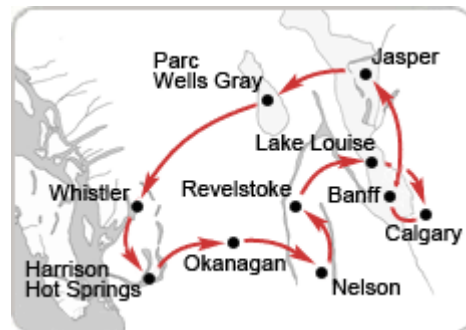 Jasper
Parc
Wells Gray
Lake Louise
Whistler
Revelstoke
Banff
Calgary
Okanagan
Harrison
Hot Springs
Nelson